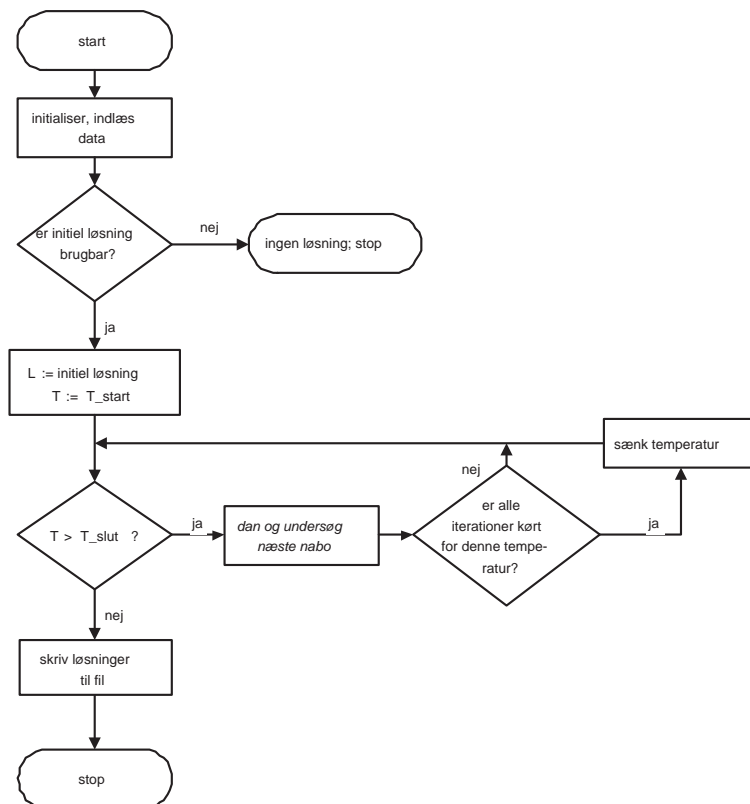 start
initialiser, indlæs
data
er initiel løsning
brugbar?
nej
ingen løsning; stop
ja
L := initiel løsning
T := T_start
sænk temperatur
nej
T > T_slut ?
ja
dan og undersøg
næste nabo
er alle
iterationer kørt
for denne tempe-
ratur?
ja
nej
skriv løsninger
til fil
stop